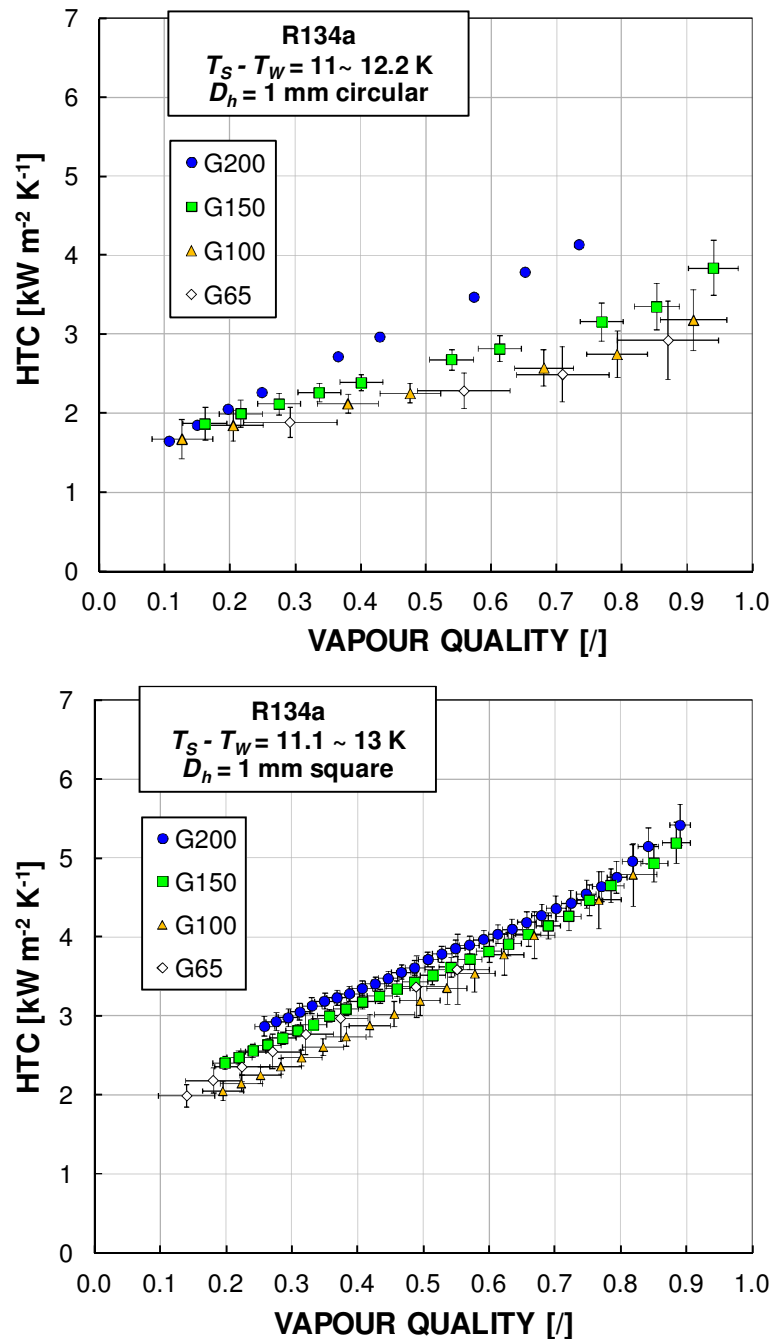 R134a
T_S - T_W = 11~ 12.2 K
D_h = 1 mm circular
G200
G150
G100
G65
HTC [kW m⁻² K⁻¹]
7
6
5
4
3
2
1
0
0.0 0.1 0.2 0.3 0.4 0.5 0.6 0.7 0.8 0.9 1.0
VAPOUR QUALITY [/]
R134a
T_S - T_W = 11.1 ~ 13 K
D_h = 1 mm square
G200
G150
G100
G65
HTC [kW m⁻² K⁻¹]
7
6
5
4
3
2
1
0
0.0 0.1 0.2 0.3 0.4 0.5 0.6 0.7 0.8 0.9 1.0
VAPOUR QUALITY [/]